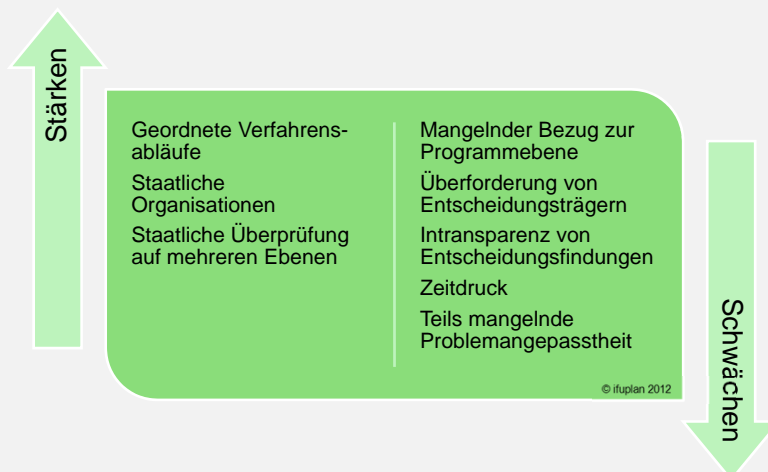 Stärken
Geordnete Verfahrens-
abläufe
Staatliche
Organisationen
Staatliche Überprüfung
auf mehreren Ebenen
Mangelnder Bezug zur
Programmebene
Überforderung von
Entscheidungsträgern
Intransparenz von
Entscheidungsfindungen
Zeitdruck
Teils mangelnde
Problemangepasstheit
© ifuplan 2012
Schwächen